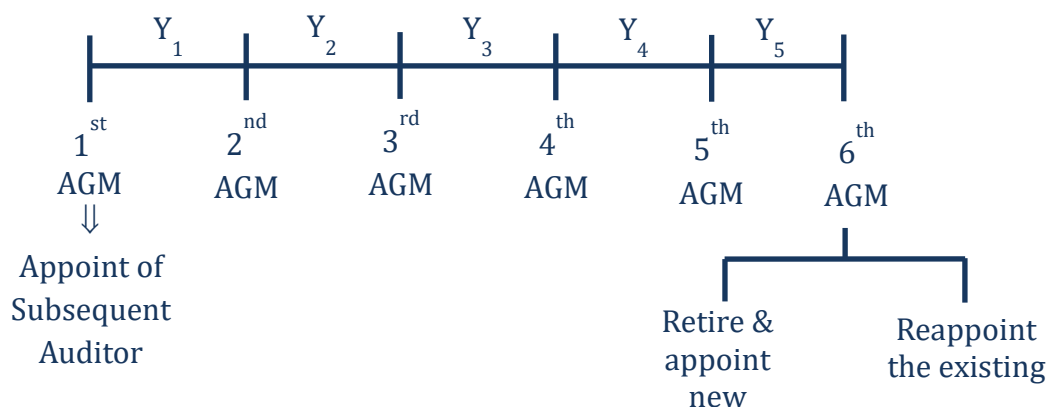 Y1 Y2 Y3 Y4 Y5
1st 2nd 3rd 4th 5th 6th
AGM AGM AGM AGM AGM AGM
⇓
Appoint of
Subsequent
Auditor
Retire &
appoint
new
Reappoint
the existing